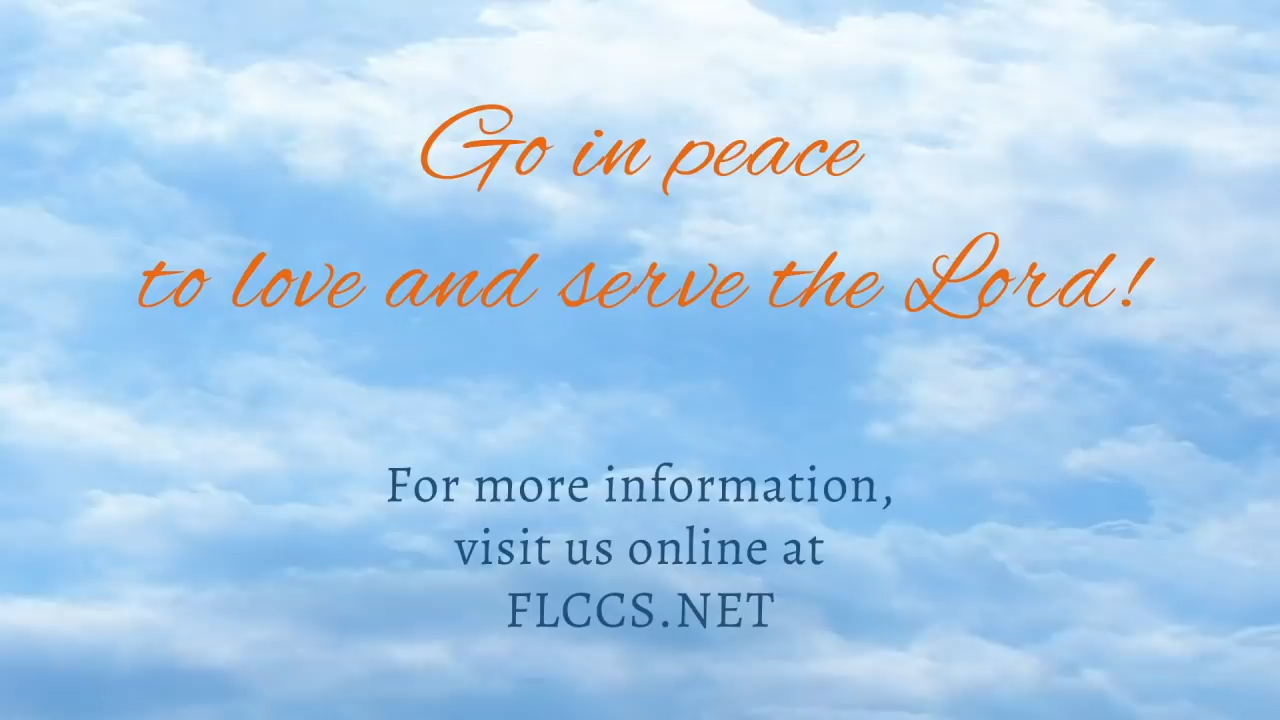 Go in peace
to love and serve the Lord!
For more information,
visit us online at
FLCCS.NET